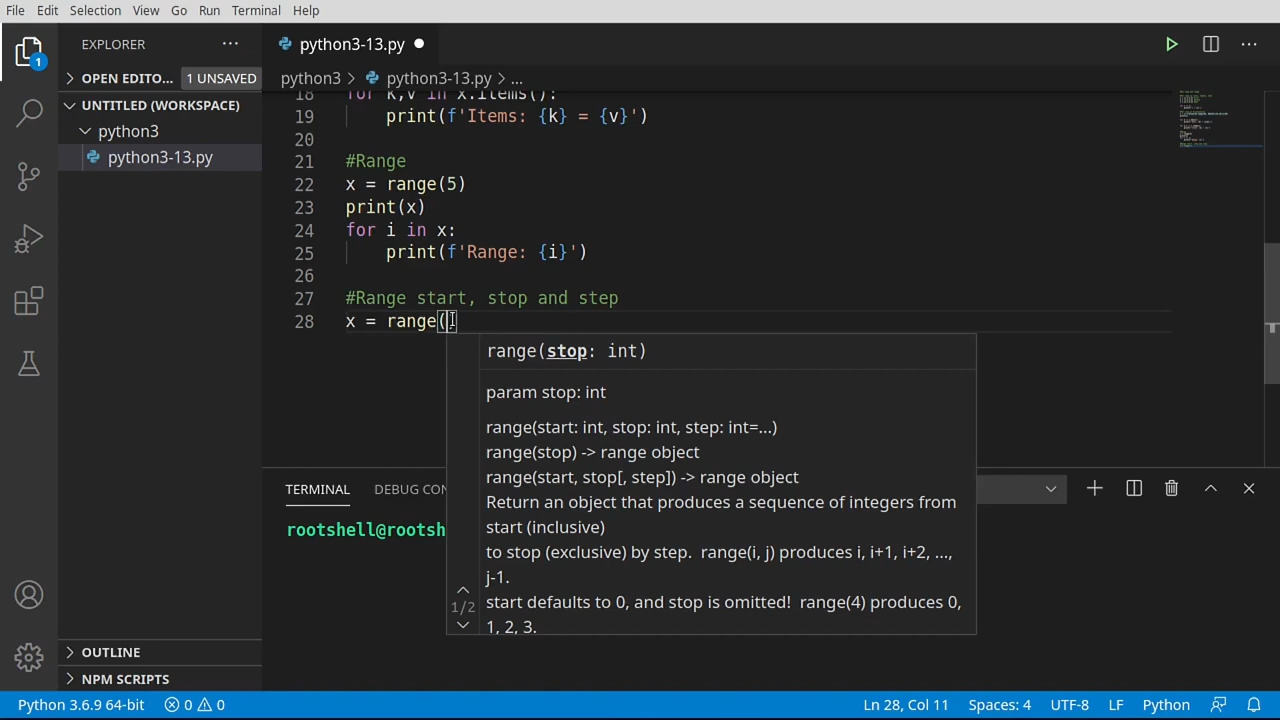 File Edit Selection View Go Run Terminal Help
EXPLORER
python3-13.py
1
OPEN EDITO... 1 UNSAVED
python3 > python3-13.py > ...
UNTITLED (WORKSPACE)
python3
python3-13.py
18 for k,v in x.items():
19 print(f'Items: {k} = {v}')
20
21 #Range
22 x = range(5)
23 print(x)
24 for i in x:
25 print(f'Range: {i}')
26
27 #Range start, stop and step
28 x = range(
range(stop: int)
param stop: int
range(start: int, stop: int, step: int=...)
range(stop) -> range object
range(start, stop[, step]) -> range object
Return an object that produces a sequence of integers from
start (inclusive)
to stop (exclusive) by step. range(i, j) produces i, i+1, i+2, ...,
j-1.
start defaults to 0, and stop is omitted! range(4) produces 0,
1, 2, 3.
1/2
TERMINAL DEBUG CON
rootshell@rootsh
OUTLINE
NPM SCRIPTS
Python 3.6.9 64-bit 0 0 Ln 28, Col 11 Spaces: 4 UTF-8 LF Python